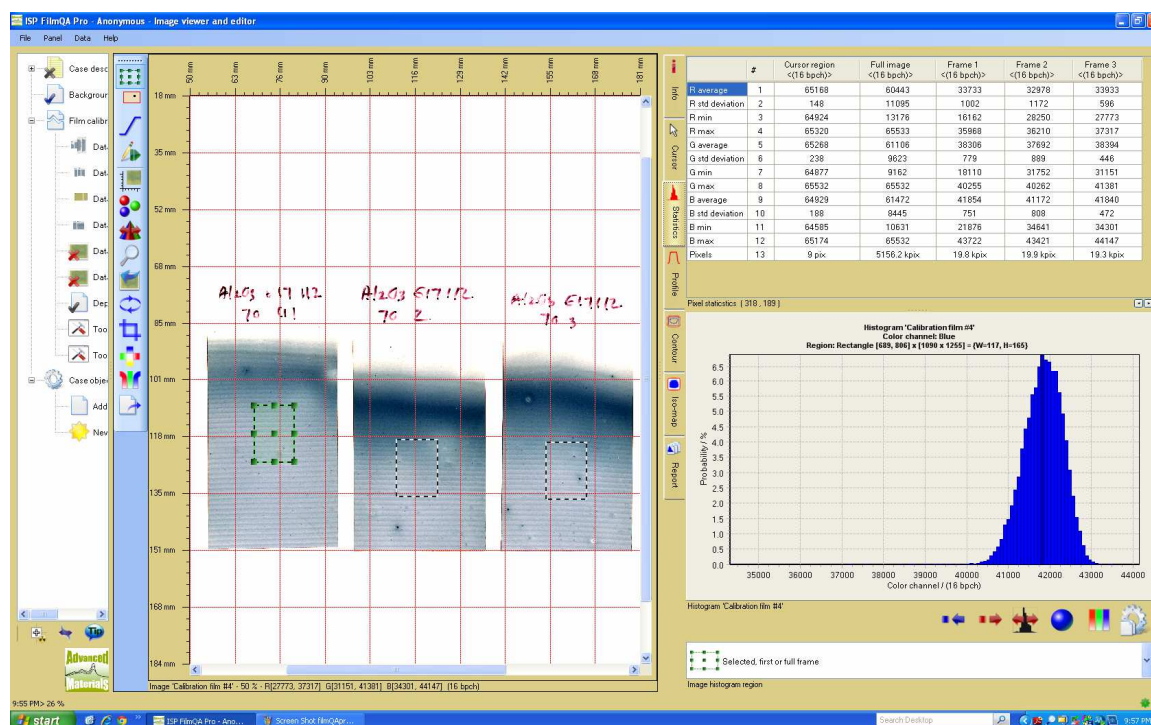 ISP FilmQA Pro - Anonymous - Image viewer and editor
File Panel Data Help
Case desc
Backgrour
Film calibr
Dat
Dat
Dat
Dat
Dat
Dat
Dep
Too
Too
Case obje
Add
New
Tip
Advanced
Materials
50 mm 63 mm 76 mm 90 mm 103 mm 116 mm 129 mm 142 mm 155 mm 168 mm 181 mm
18 mm
35 mm
52 mm
68 mm
85 mm
101 mm
118 mm
135 mm
151 mm
168 mm
184 mm
70 2
70 3
Image 'Calibration film #4' - 50 % - R[27773, 37317] G[31151, 41381] B[34301, 44147] (16 bpch)
Info
Cursor
Statistics
Profile
Contour
Iso-map
Report
# Cursor region Full image Frame 1 Frame 2 Frame 3
<(16 bpch)> <(16 bpch)> <(16 bpch)> <(16 bpch)> <(16 bpch)>
R average 1 65168 60443 33733 32978 33933
R std deviation 2 148 11095 1002 1172 596
R min 3 64924 13176 16162 28250 27773
R max 4 65320 65533 35968 36210 37317
G average 5 65268 61106 38306 37692 38394
G std deviation 6 238 9623 779 889 446
G min 7 64877 9162 18110 31752 31151
G max 8 65532 65532 40255 40262 41381
B average 9 64929 61472 41854 41172 41840
B std deviation 10 188 8445 751 808 472
B min 11 64585 10631 21876 34641 34301
B max 12 65174 65532 43722 43421 44147
Pixels 13 9 pix 5156.2 kpix 19.8 kpix 19.9 kpix 19.3 kpix
Pixel statistics ( 318 , 189 )
Histogram 'Calibration film #4'
Color channel: Blue
Region: Rectangle [689, 806] x [1090 x 1255] = {W=117, H=165}
Probability / %
6.5
6.0
5.5
5.0
4.5
4.0
3.5
3.0
2.5
2.0
1.5
1.0
0.5
0.0
35000 36000 37000 38000 39000 40000 41000 42000 43000 44000
Color channel / (16 bpch)
Histogram 'Calibration film #4'
Selected, first or full frame
Image histogram region
9:55 PM> 26 %
start
ISP FilmQA Pro - Ano...
Screen Shot filmQApr...
Search Desktop
9:57 PM